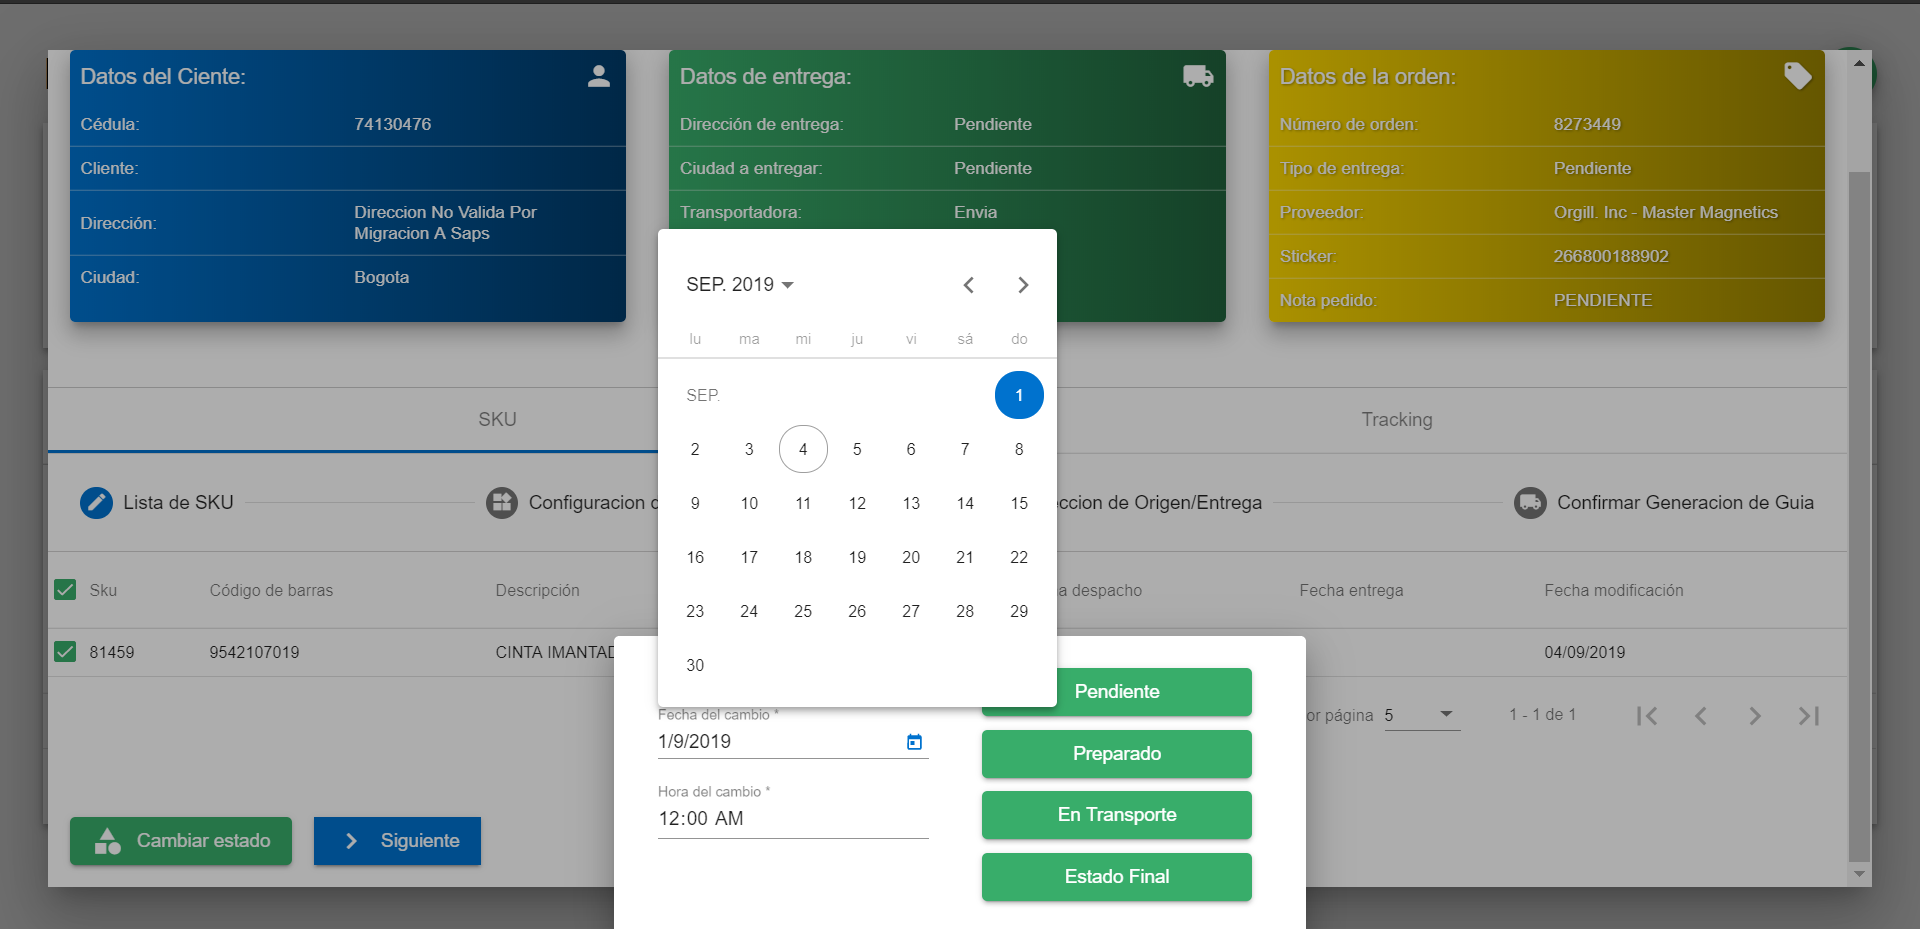 Datos del Ciente:
Cédula: 74130476
Cliente:
Dirección: Direccion No Valida Por
Migracion A Saps
Ciudad: Bogota
Datos de entrega:
Dirección de entrega: Pendiente
Ciudad a entregar: Pendiente
Transportadora: Envia
Datos de la orden:
Número de orden: 8273449
Tipo de entrega: Pendiente
Proveedor: Orgill. Inc - Master Magnetics
Sticker: 266800188902
Nota pedido: PENDIENTE
SEP. 2019
lu ma mi ju vi sá do
SEP. 1
2 3 4 5 6 7 8
9 10 11 12 13 14 15
16 17 18 19 20 21 22
23 24 25 26 27 28 29
30
SKU Tracking
Lista de SKU Configuracion ccion de Origen/Entrega Confirmar Generacion de Guia
Sku Código de barras Descripción a despacho Fecha entrega Fecha modificación
81459 9542107019 CINTA IMANTAD 04/09/2019
or página 5 1 - 1 de 1
Fecha del cambio *
1/9/2019
Hora del cambio *
12:00 AM
Pendiente
Preparado
En Transporte
Estado Final
Cambiar estado Siguiente